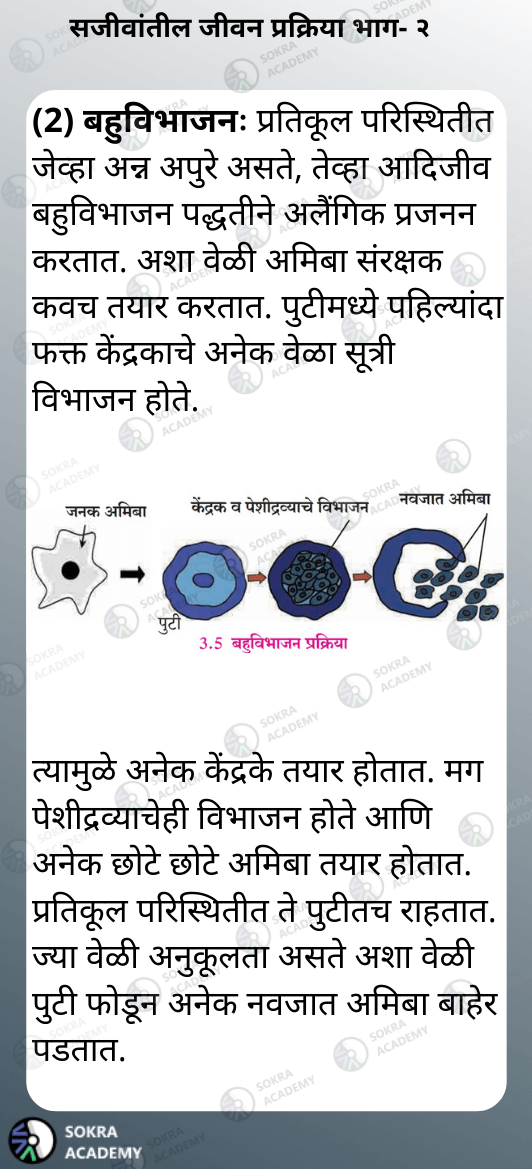 सजीवांतील जीवन प्रक्रिया भाग- २
(2) बहुविभाजनः प्रतिकूल परिस्थितीत
जेव्हा अन्न अपुरे असते, तेव्हा आदिजीव
बहुविभाजन पद्धतीने अलैंगिक प्रजनन
करतात. अशा वेळी अमिबा संरक्षक
कवच तयार करतात. पुटीमध्ये पहिल्यांदा
फक्त केंद्रकाचे अनेक वेळा सूत्री
विभाजन होते.
जनक अमिबा
केंद्रक व पेशीद्रव्याचे विभाजन
नवजात अमिबा
पुटी
3.5 बहुविभाजन प्रक्रिया
त्यामुळे अनेक केंद्रके तयार होतात. मग
पेशीद्रव्याचेही विभाजन होते आणि
अनेक छोटे छोटे अमिबा तयार होतात.
प्रतिकूल परिस्थितीत ते पुटीतच राहतात.
ज्या वेळी अनुकूलता असते अशा वेळी
पुटी फोडून अनेक नवजात अमिबा बाहेर
पडतात.
SOKRA
ACADEMY